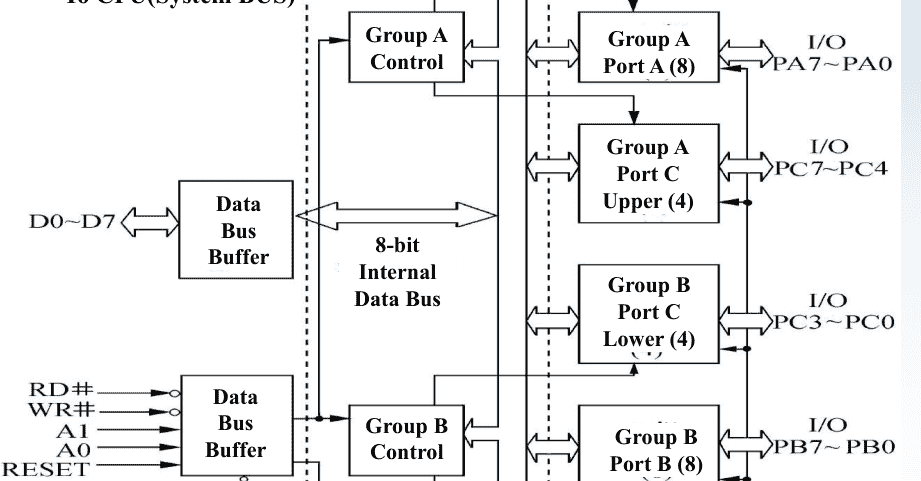 To CPU(System BUS)
Group A
Control
Group A
Port A (8)
I/O
PA7~PA0
Group A
Port C
Upper (4)
I/O
PC7~PC4
D0~D7
Data
Bus
Buffer
8-bit
Internal
Data Bus
Group B
Port C
Lower (4)
I/O
PC3~PC0
RD#
WR#
A1
A0
RESET
Data
Bus
Buffer
Group B
Control
Group B
Port B (8)
I/O
PB7~PB0